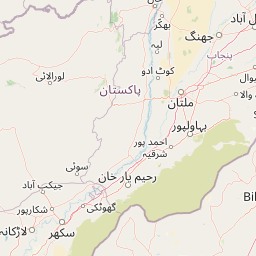 بھکر
جھنگ
آباد
لیہ
پنجاب
لورالائی
کوٹ ادو
پاکستان
ملتان
والا
بہاولپور
احمد پور
شرقیہ
سوئی
رحیم یار خان
جیکب آباد
گھوٹکی
شکارپور
لاڑکانہ
سکھر